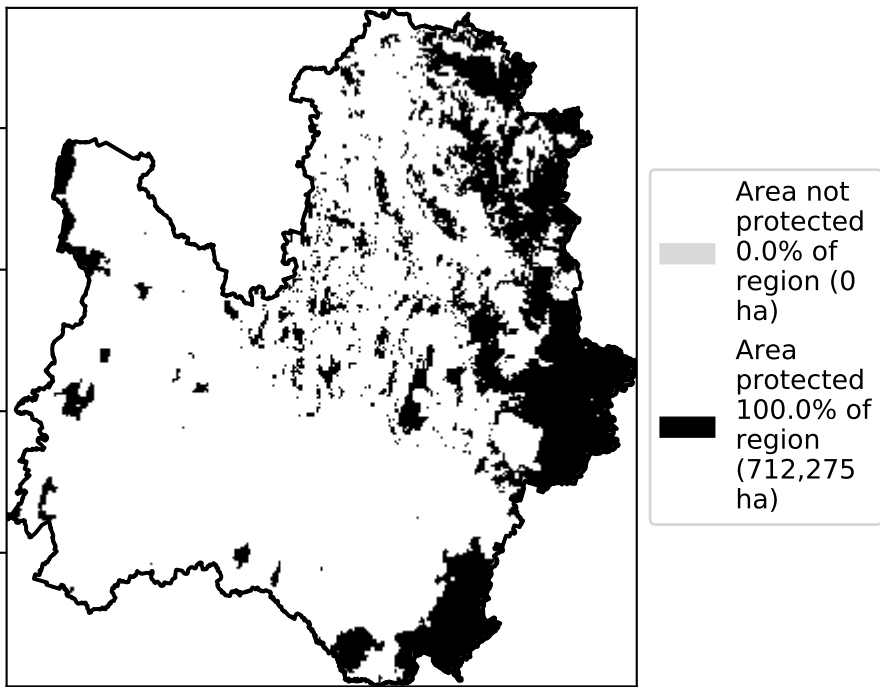 Area not
protected
0.0% of
region (0
ha)
Area
protected
100.0% of
region
(712,275
ha)